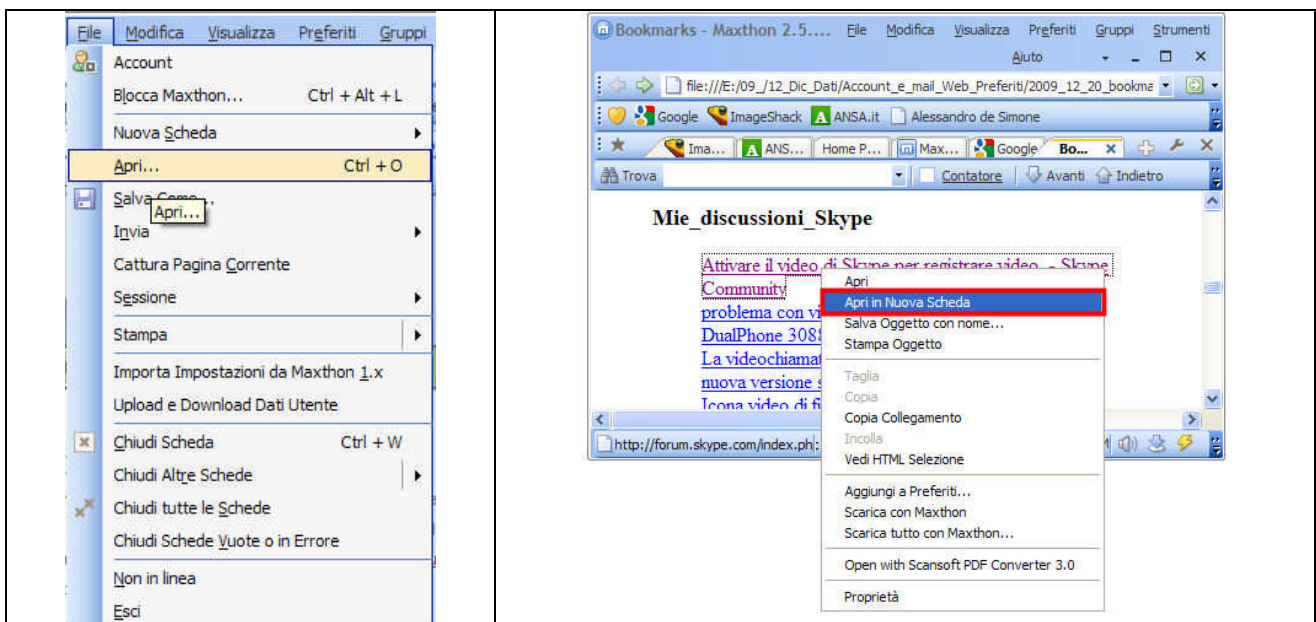 File Modifica Visualizza Preferiti Gruppi
Account
Blocca Maxthon... Ctrl + Alt + L
Nuova Scheda
Apri... Ctrl + O
Salva Come...
Apri...
Invia
Cattura Pagina Corrente
Sessione
Stampa
Importa Impostazioni da Maxthon 1.x
Upload e Download Dati Utente
Chiudi Scheda Ctrl + W
Chiudi Altre Schede
Chiudi tutte le Schede
Chiudi Schede Vuote o in Errore
Non in linea
Esci
Bookmarks - Maxthon 2.5.... File Modifica Visualizza Preferiti Gruppi Strumenti
Aiuto
file:///E:/09_/12_Dic_Dati/Account_e_mail_Web_Preferiti/2009_12_20_bookma
Google ImageShack ANSA.it Alessandro de Simone
Ima... ANS... Home P... Max... Google Bo...
Trova Contatore Avanti Indietro
Mie_discussioni_Skype
Attivare il video di Skype per registrare video. - Skype
Community
problema con vi
DualPhone 3088
La videochiamat
nuova versione s
Icona video di fi
http://forum.skype.com/index.ph
Apri
Apri in Nuova Scheda
Salva Oggetto con nome...
Stampa Oggetto
Taglia
Copia
Copia Collegamento
Incolla
Vedi HTML Selezione
Aggiungi a Preferiti...
Scarica con Maxthon
Scarica tutto con Maxthon...
Open with Scansoft PDF Converter 3.0
Proprietà